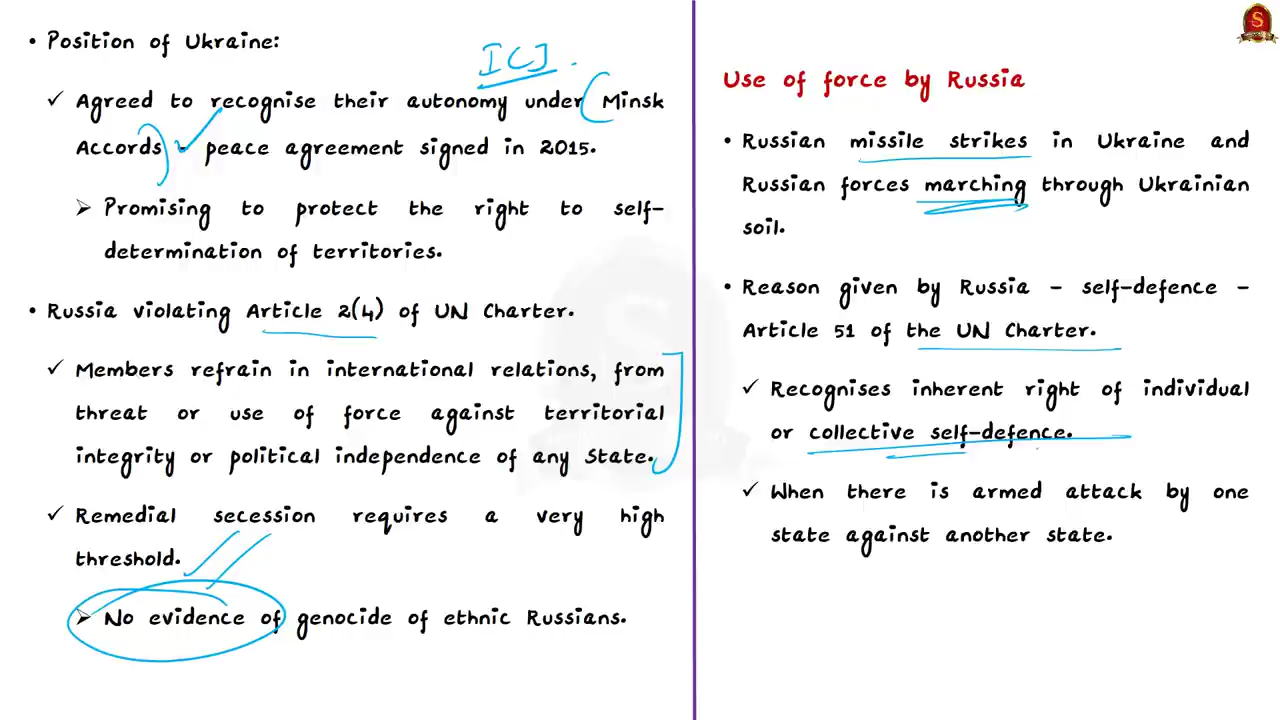 • Position of Ukraine:
ICJ
✓ Agreed to recognise their autonomy under Minsk
Accords - peace agreement signed in 2015.
➢ Promising to protect the right to self-
determination of territories.
• Russia violating Article 2(4) of UN Charter.
✓ Members refrain in international relations, from
threat or use of force against territorial
integrity or political independence of any State.
✓ Remedial secession requires a very high
threshold.
➢ No evidence of genocide of ethnic Russians.
Use of force by Russia
• Russian missile strikes in Ukraine and
Russian forces marching through Ukrainian
soil.
• Reason given by Russia - self-defence -
Article 51 of the UN Charter.
✓ Recognises inherent right of individual
or collective self-defence.
✓ When there is armed attack by one
state against another state.
S